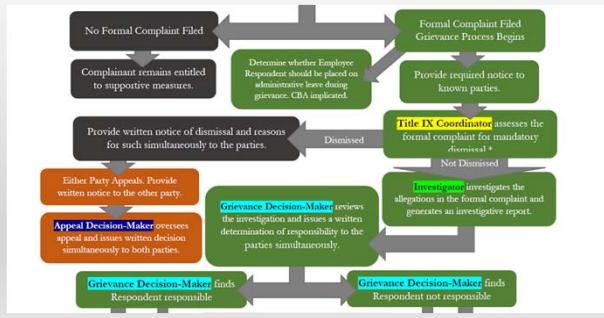 No Formal Complaint Filed
Formal Complaint Filed
Grievance Process Begins
Complainant remains entitled
to supportive measures.
Determine whether Employee
Respondent should be placed on
administrative leave during
grievance. CBA implicated.
Provide required notice to
known parties.
Title IX Coordinator assesses the
formal complaint for mandatory
dismissal.*
Dismissed
Provide written notice of dismissal and reasons
for such simultaneously to the parties.
Not Dismissed
Either Party Appeals. Provide
written notice to the other party.
Investigator investigates the
allegations in the formal complaint and
generates an investigative report.
Grievance Decision-Maker reviews
the investigation and issues a written
determination of responsibility to the
parties simultaneously.
Appeal Decision-Maker oversees
appeal and issues written decision
simultaneously to both parties.
Grievance Decision-Maker finds
Respondent responsible
Grievance Decision-Maker finds
Respondent not responsible